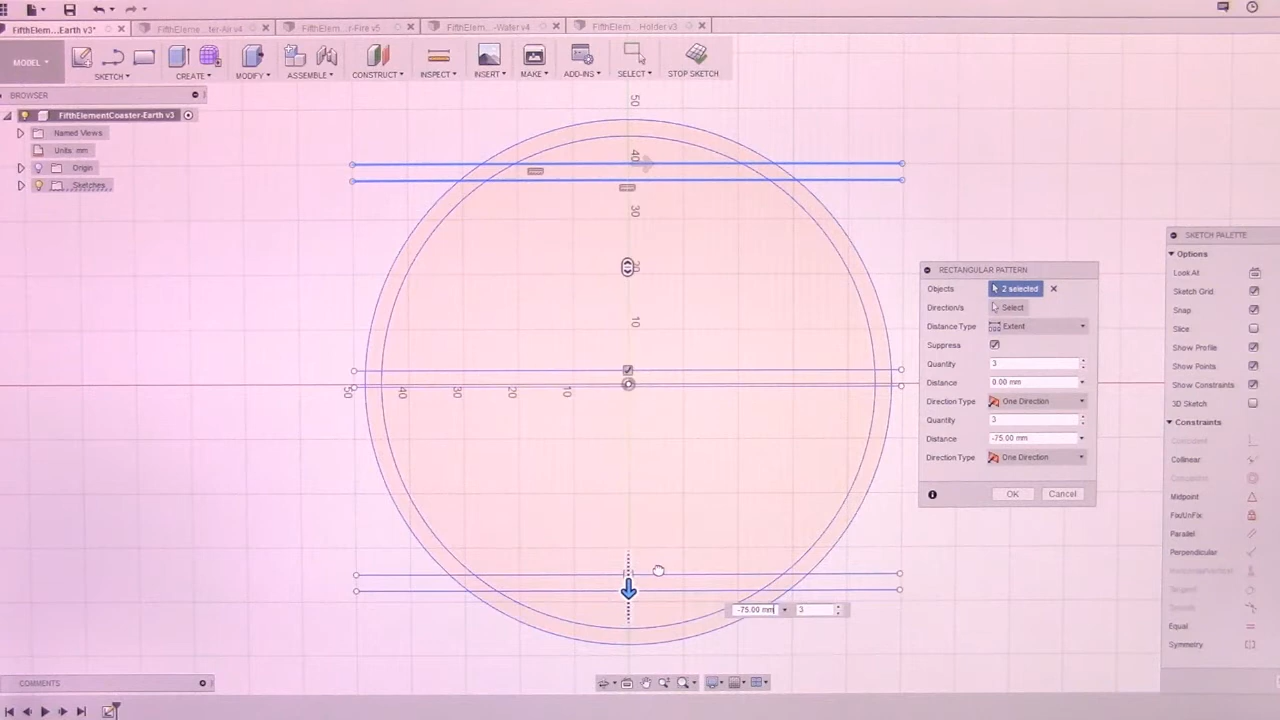 FifthElem...Earth v3*
FifthEleme...ter-Air v4
FifthElem...r-Fire v5
FifthElem...-Water v4
FifthElem...Holder v3
MODEL
SKETCH
CREATE
MODIFY
ASSEMBLE
CONSTRUCT
INSPECT
INSERT
MAKE
ADD-INS
SELECT
STOP SKETCH
BROWSER
FifthElementCoaster-Earth v3
Named Views
Units: mm
Origin
Sketches
50
40
30
20
10
50
40
30
20
10
RECTANGULAR PATTERN
Objects 2 selected
Direction/s Select
Distance Type Extent
Suppress
Quantity 3
Distance 0.00 mm
Direction Type One Direction
Quantity 3
Distance -75.00 mm
Direction Type One Direction
OK Cancel
-75.00 mm 3
SKETCH PALETTE
Options
Look At
Sketch Grid
Snap
Slice
Show Profile
Show Points
Show Constraints
3D Sketch
Constraints
Collinear
Midpoint
Fix/UnFix
Parallel
Perpendicular
Equal
Symmetry
COMMENTS